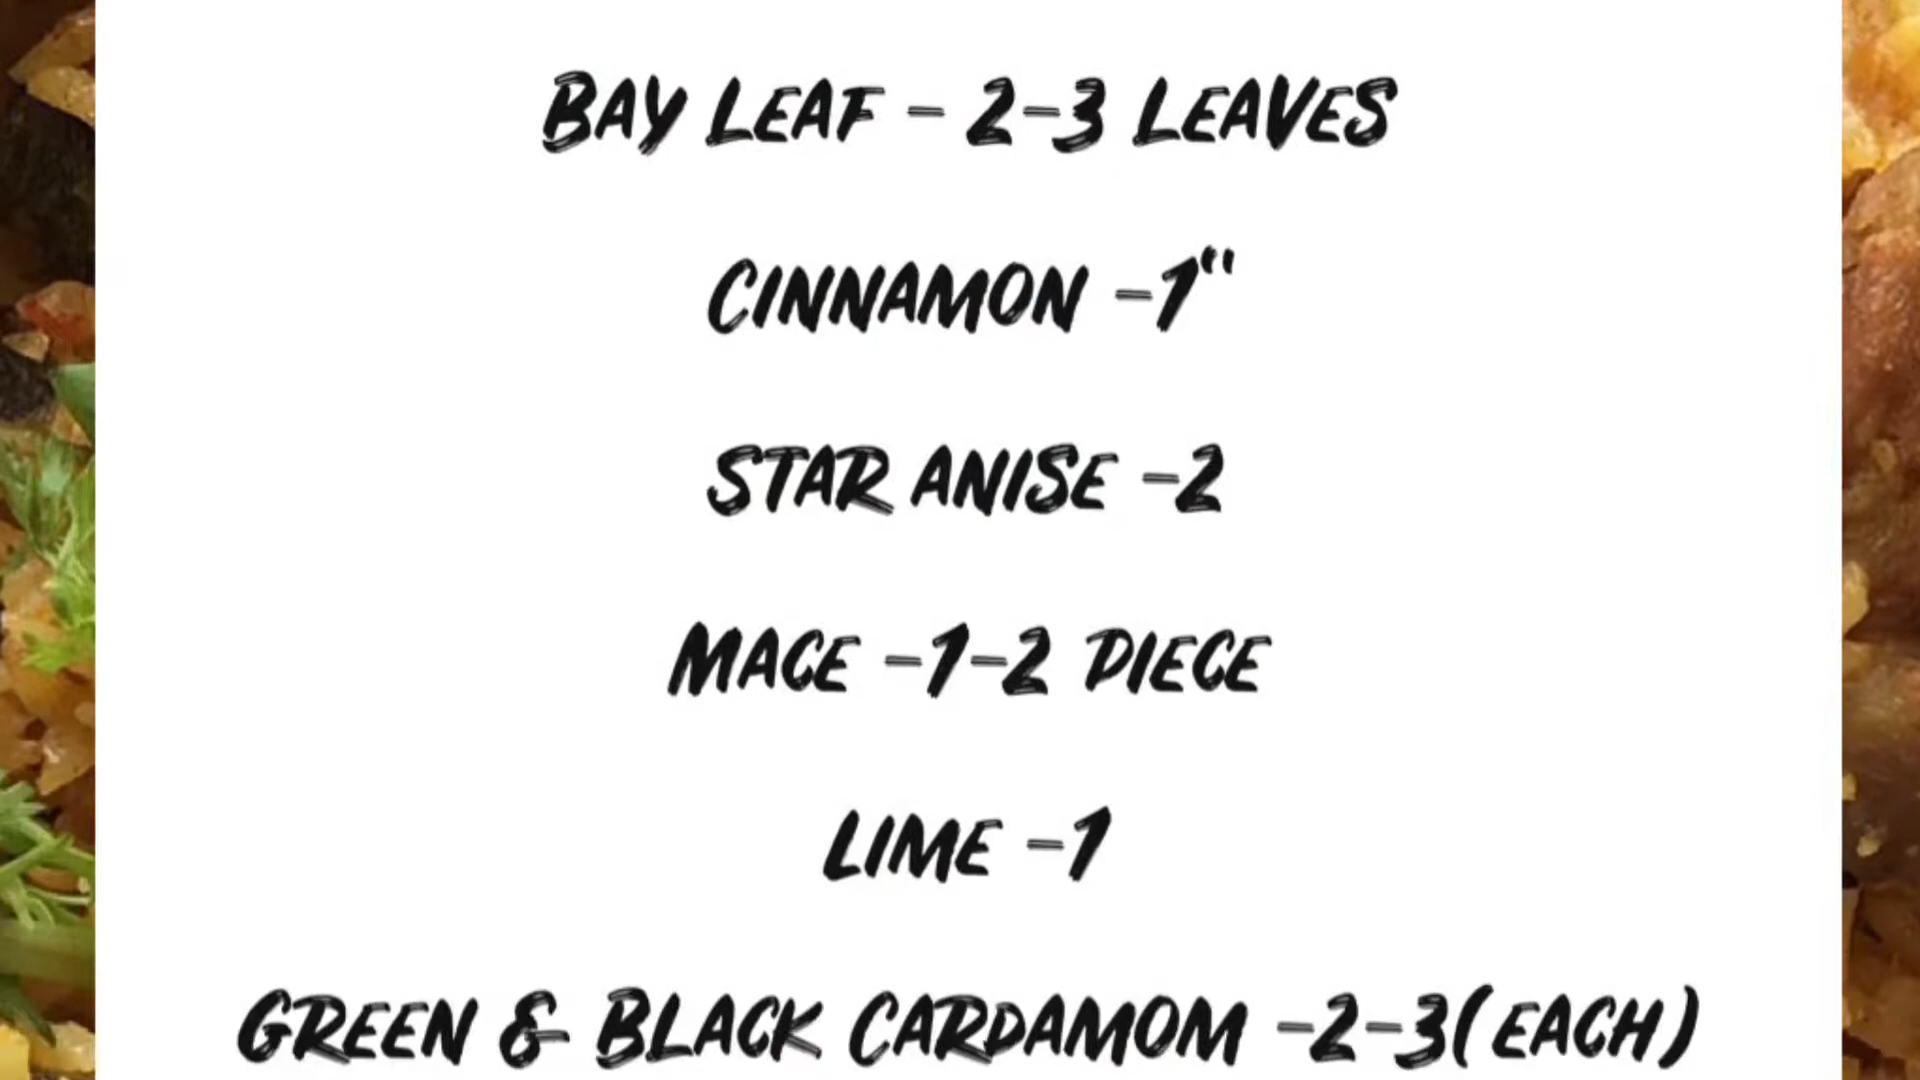 BAY LEAF - 2-3 LEAVES
CINNAMON -1"
STAR ANISE -2
MACE -1-2 PIECE
LIME -1
GREEN & BLACK CARDAMOM -2-3(EACH)